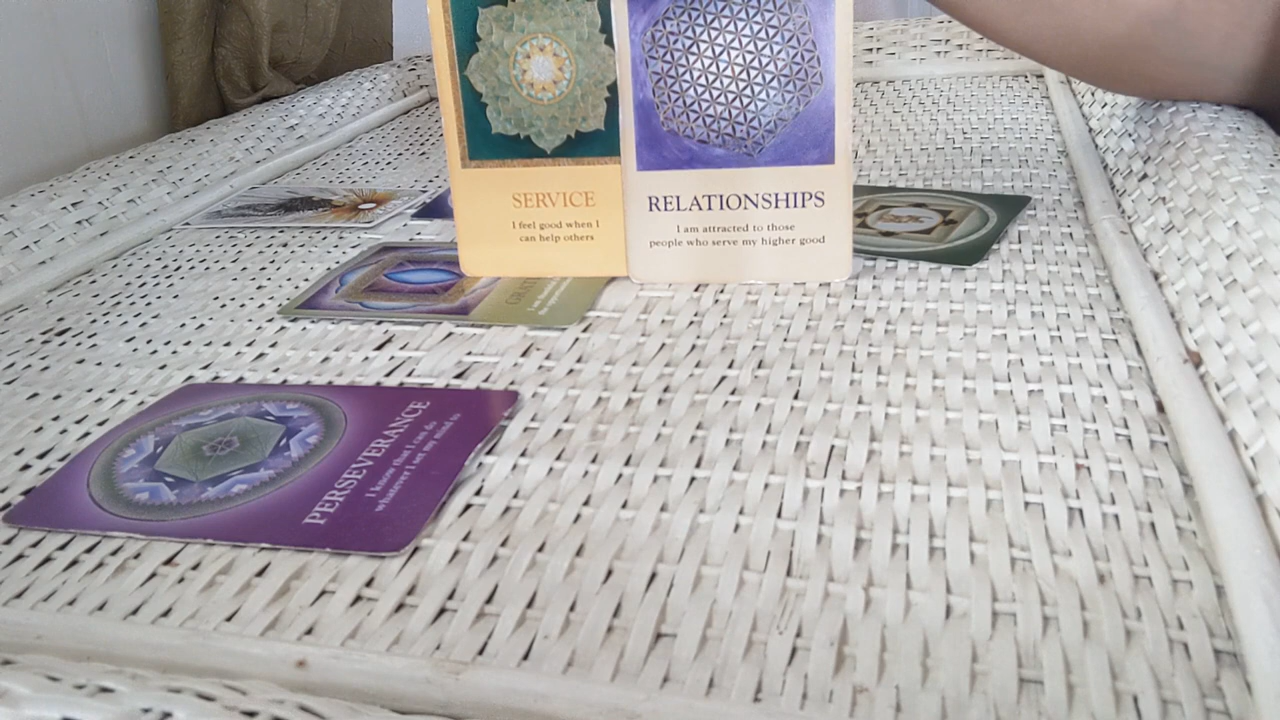 SERVICE
I feel good when I
can help others
RELATIONSHIPS
I am attracted to those
people who serve my higher good
PERSEVERANCE
I know that I can do
whatever I set my mind to